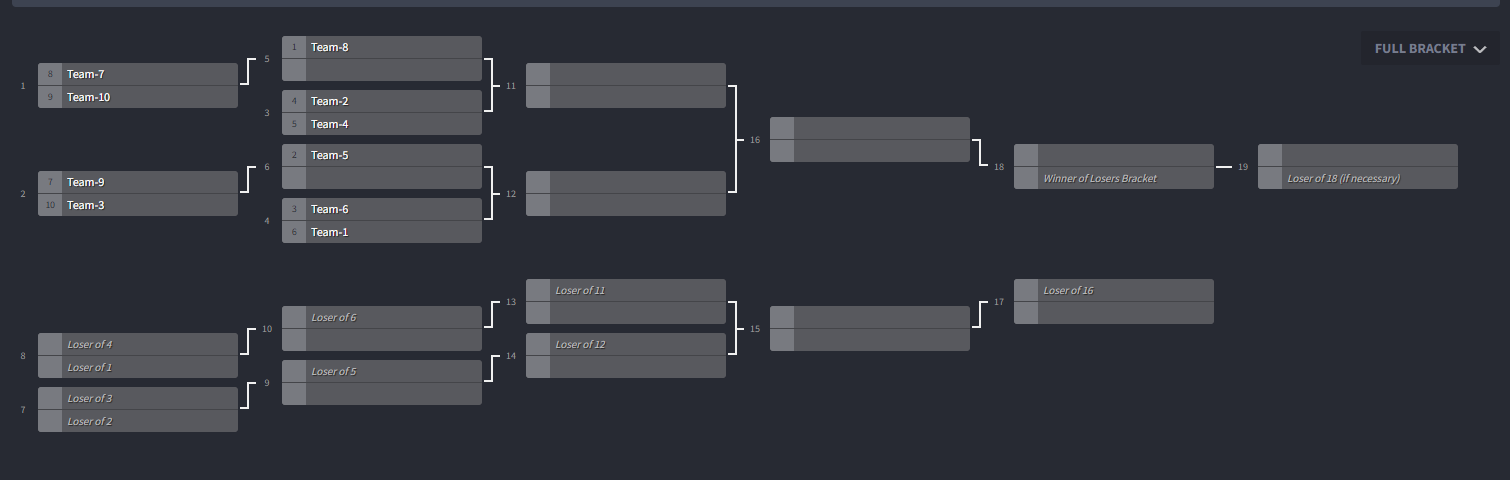 FULL BRACKET
1
8 Team-7
9 Team-10
2
7 Team-9
10 Team-3
5
1 Team-8
3
4 Team-2
5 Team-4
6
2 Team-5
4
3 Team-6
6 Team-1
11
12
16
18
Winner of Losers Bracket
19
Loser of 18 (if necessary)
8
Loser of 4
Loser of 1
7
Loser of 3
Loser of 2
10
Loser of 6
9
Loser of 5
13
Loser of 11
14
Loser of 12
15
17
Loser of 16